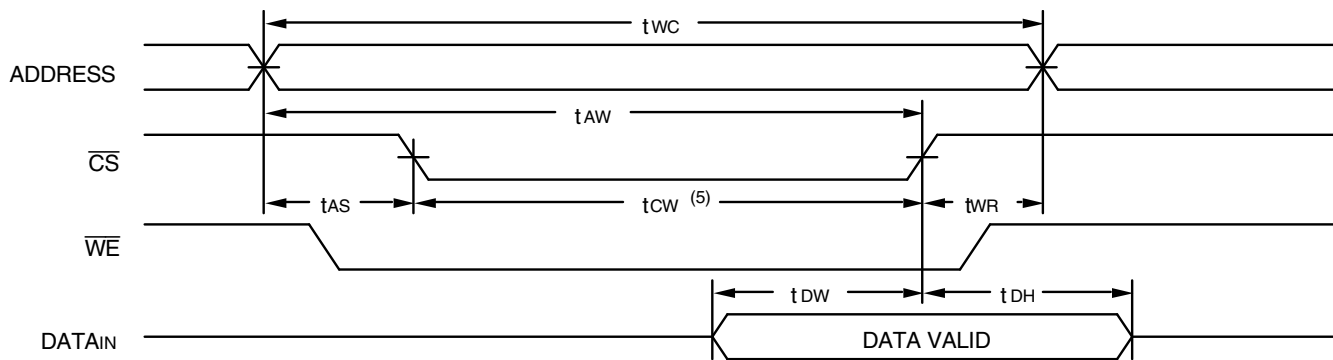 tWC
ADDRESS
tAW
CS
tAS
tCW (5)
tWR
WE
tDW
tDH
DATAIN
DATA VALID